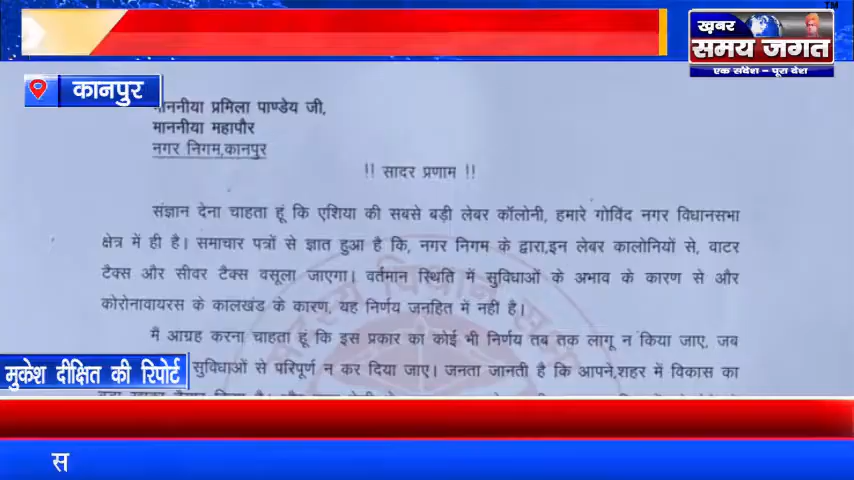 TM
ख़बर
समय जगत
एक संदेश - पूरा देश
कानपुर
माननीया प्रमिला पाण्डेय जी,
माननीया महापौर
नगर निगम,कानपुर
!! सादर प्रणाम !!
संज्ञान देना चाहता हूं कि एशिया की सबसे बड़ी लेबर कॉलोनी, हमारे गोविंद नगर विधानसभा
क्षेत्र में ही है। समाचार पत्रों से ज्ञात हुआ है कि, नगर निगम के द्वारा,इन लेबर कालोनियों से, वाटर
टैक्स और सीवर टैक्स वसूला जाएगा। वर्तमान स्थिति में सुविधाओं के अभाव के कारण से और
कोरोनावायरस के कालखंड के कारण, यह निर्णय जनहित में नही है।
मै आग्रह करना चाहता हूं कि इस प्रकार का कोई भी निर्णय तब तक लागू न किया जाए, जब
सुविधाओं से परिपूर्ण न कर दिया जाए। जनता जानती है कि आपने,शहर में विकास का
मुकेश दीक्षित की रिपोर्ट
स